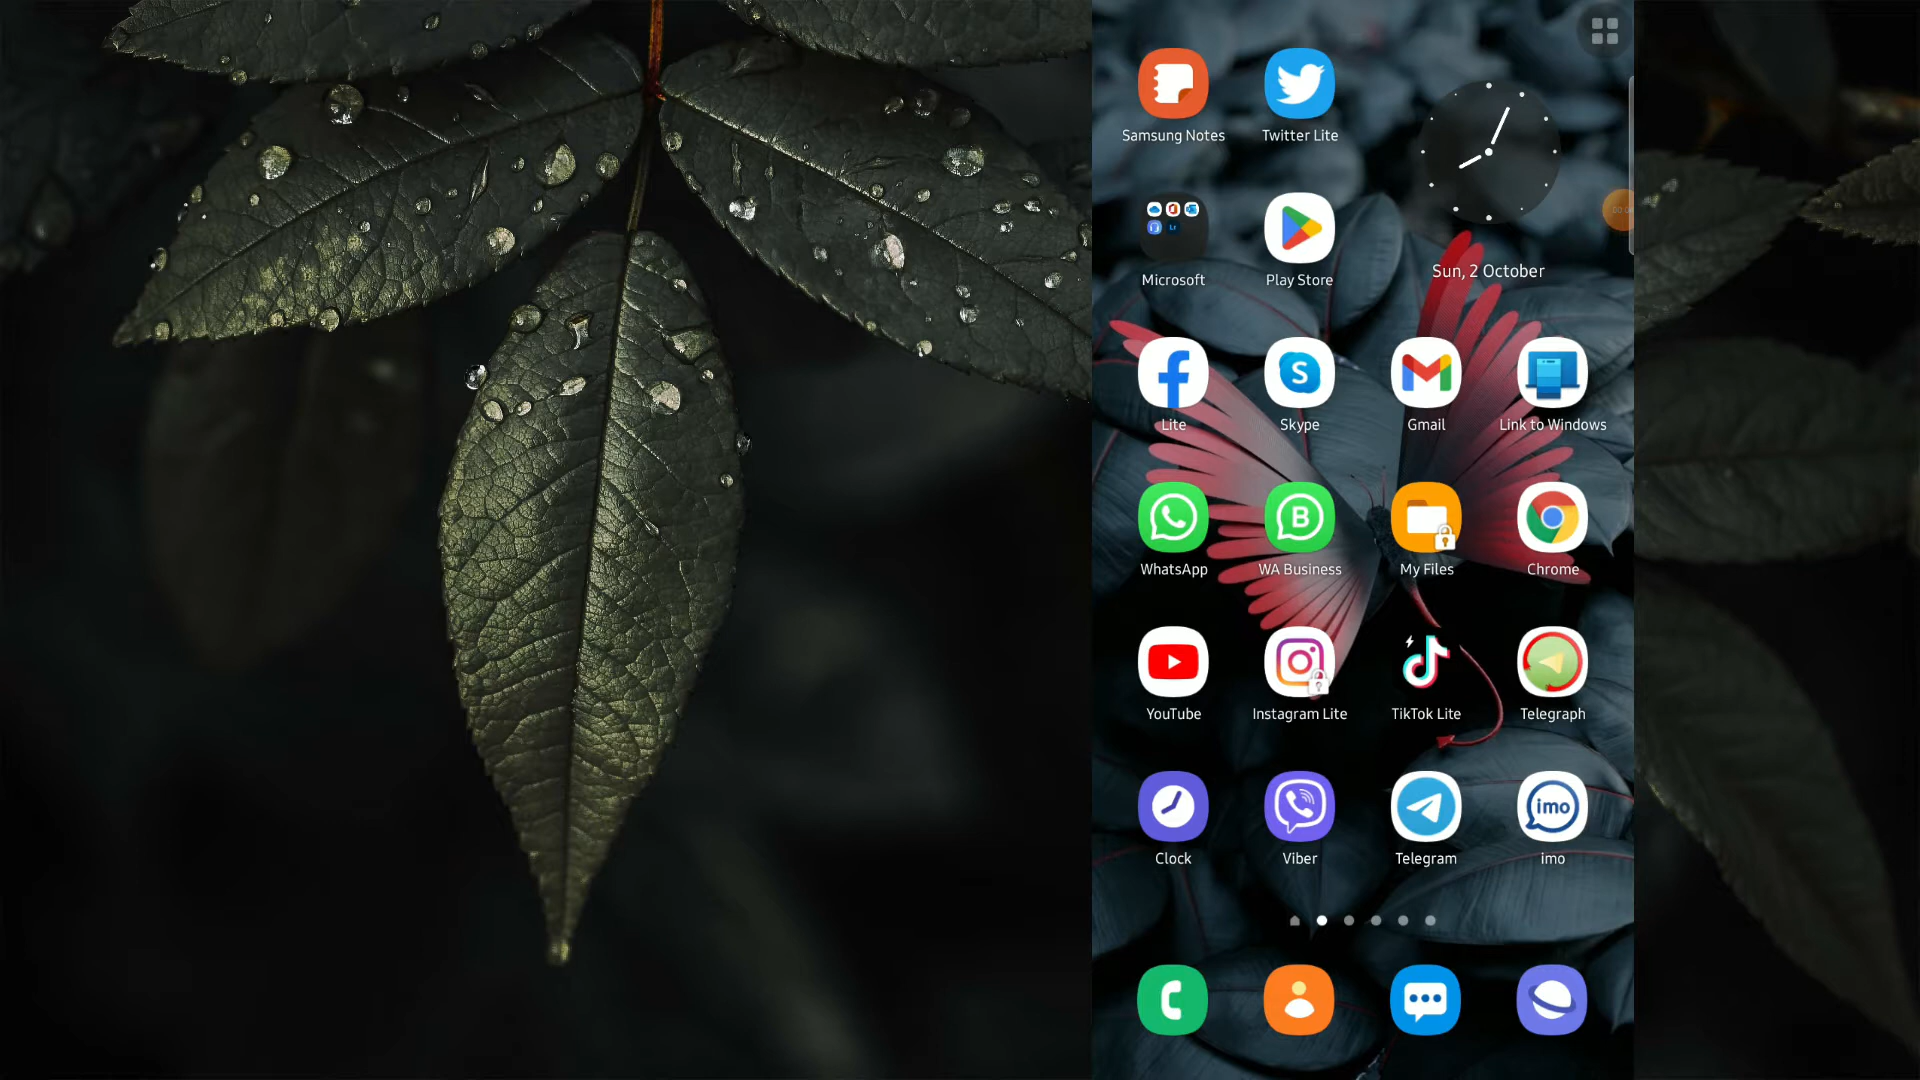 Samsung Notes
Twitter Lite
Microsoft
Play Store
Sun, 2 October
Lite
Skype
Gmail
Link to Windows
WhatsApp
WA Business
My Files
Chrome
YouTube
Instagram Lite
TikTok Lite
Telegraph
imo
Clock
Viber
Telegram
imo